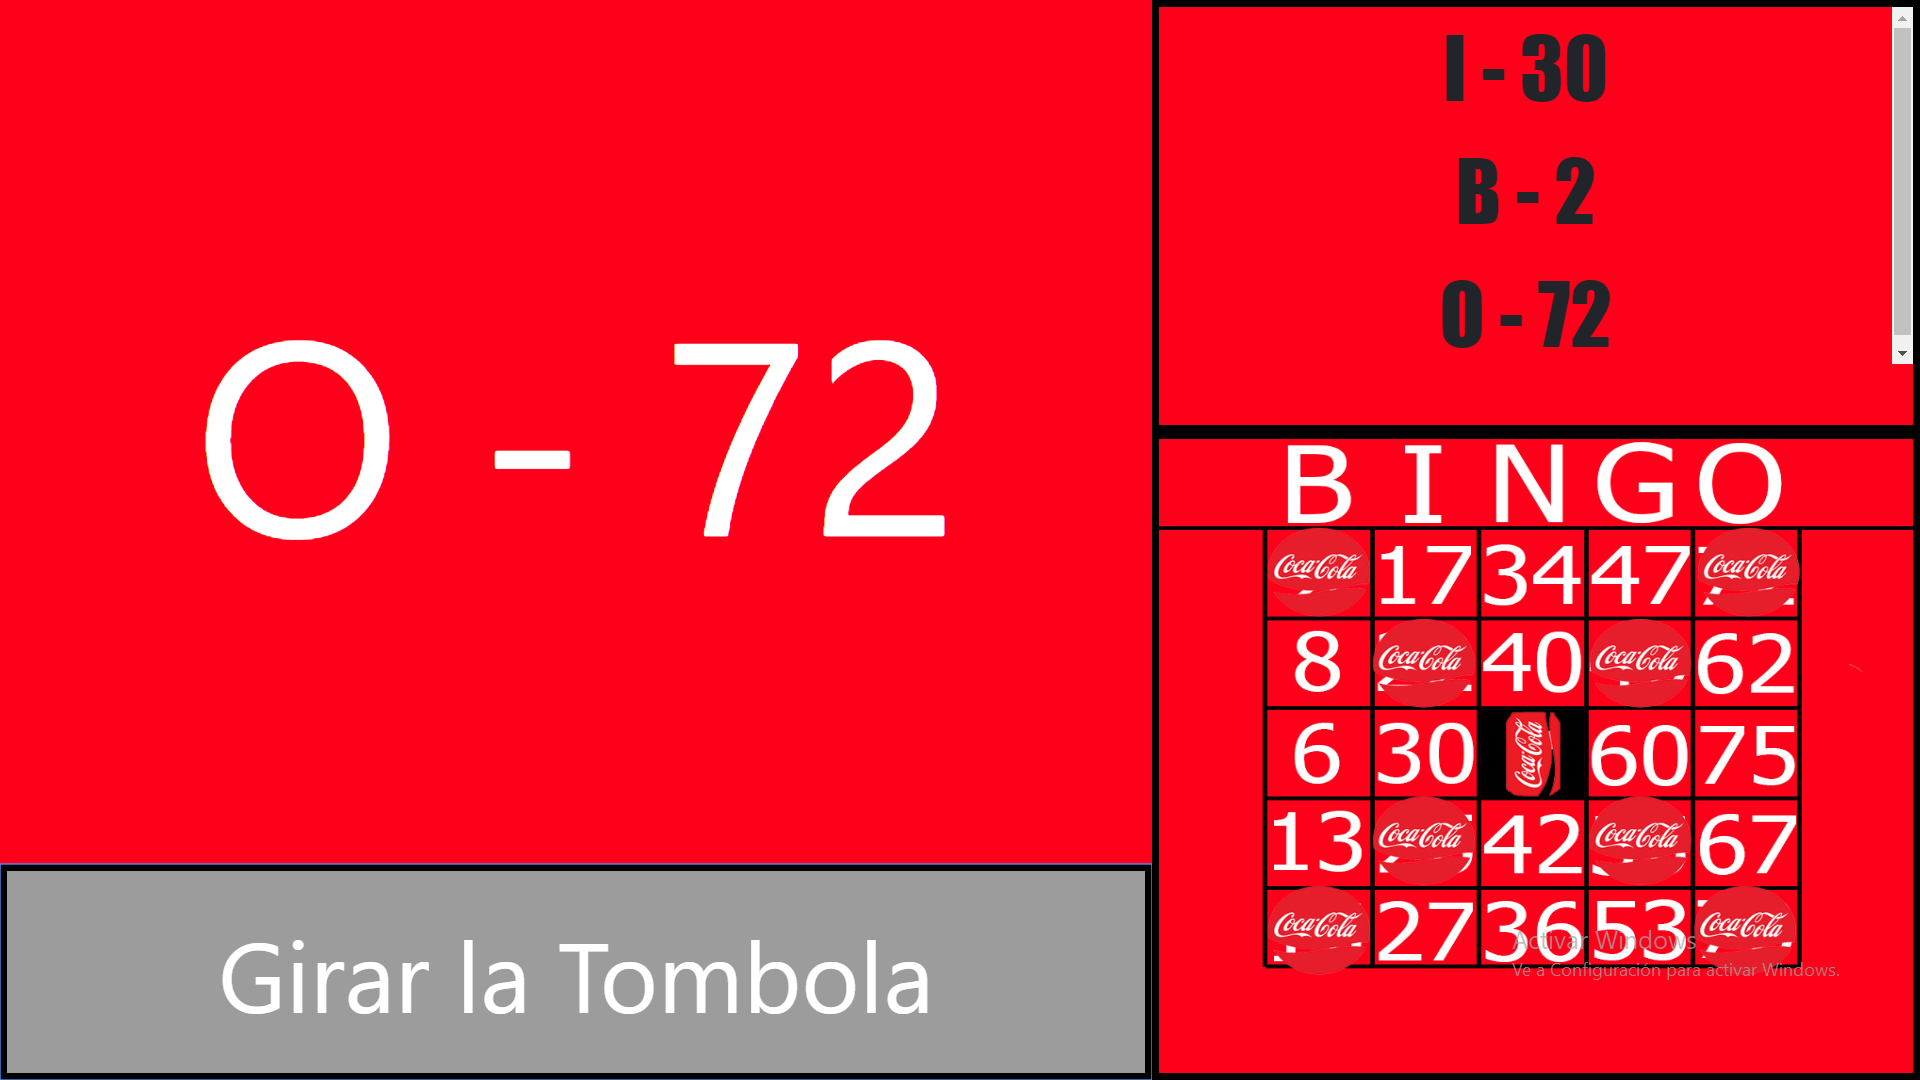 O - 72
Girar la Tombola
I - 30
B - 2
O - 72
B I N G O
Coca-Cola 17 34 47 Coca-Cola
8 Coca-Cola 40 Coca-Cola 62
6 30 Coca-Cola 60 75
13 Coca-Cola 42 Coca-Cola 67
Coca-Cola 27 36 53 Coca-Cola
Activar Windows
Ve a Configuración para activar Windows.